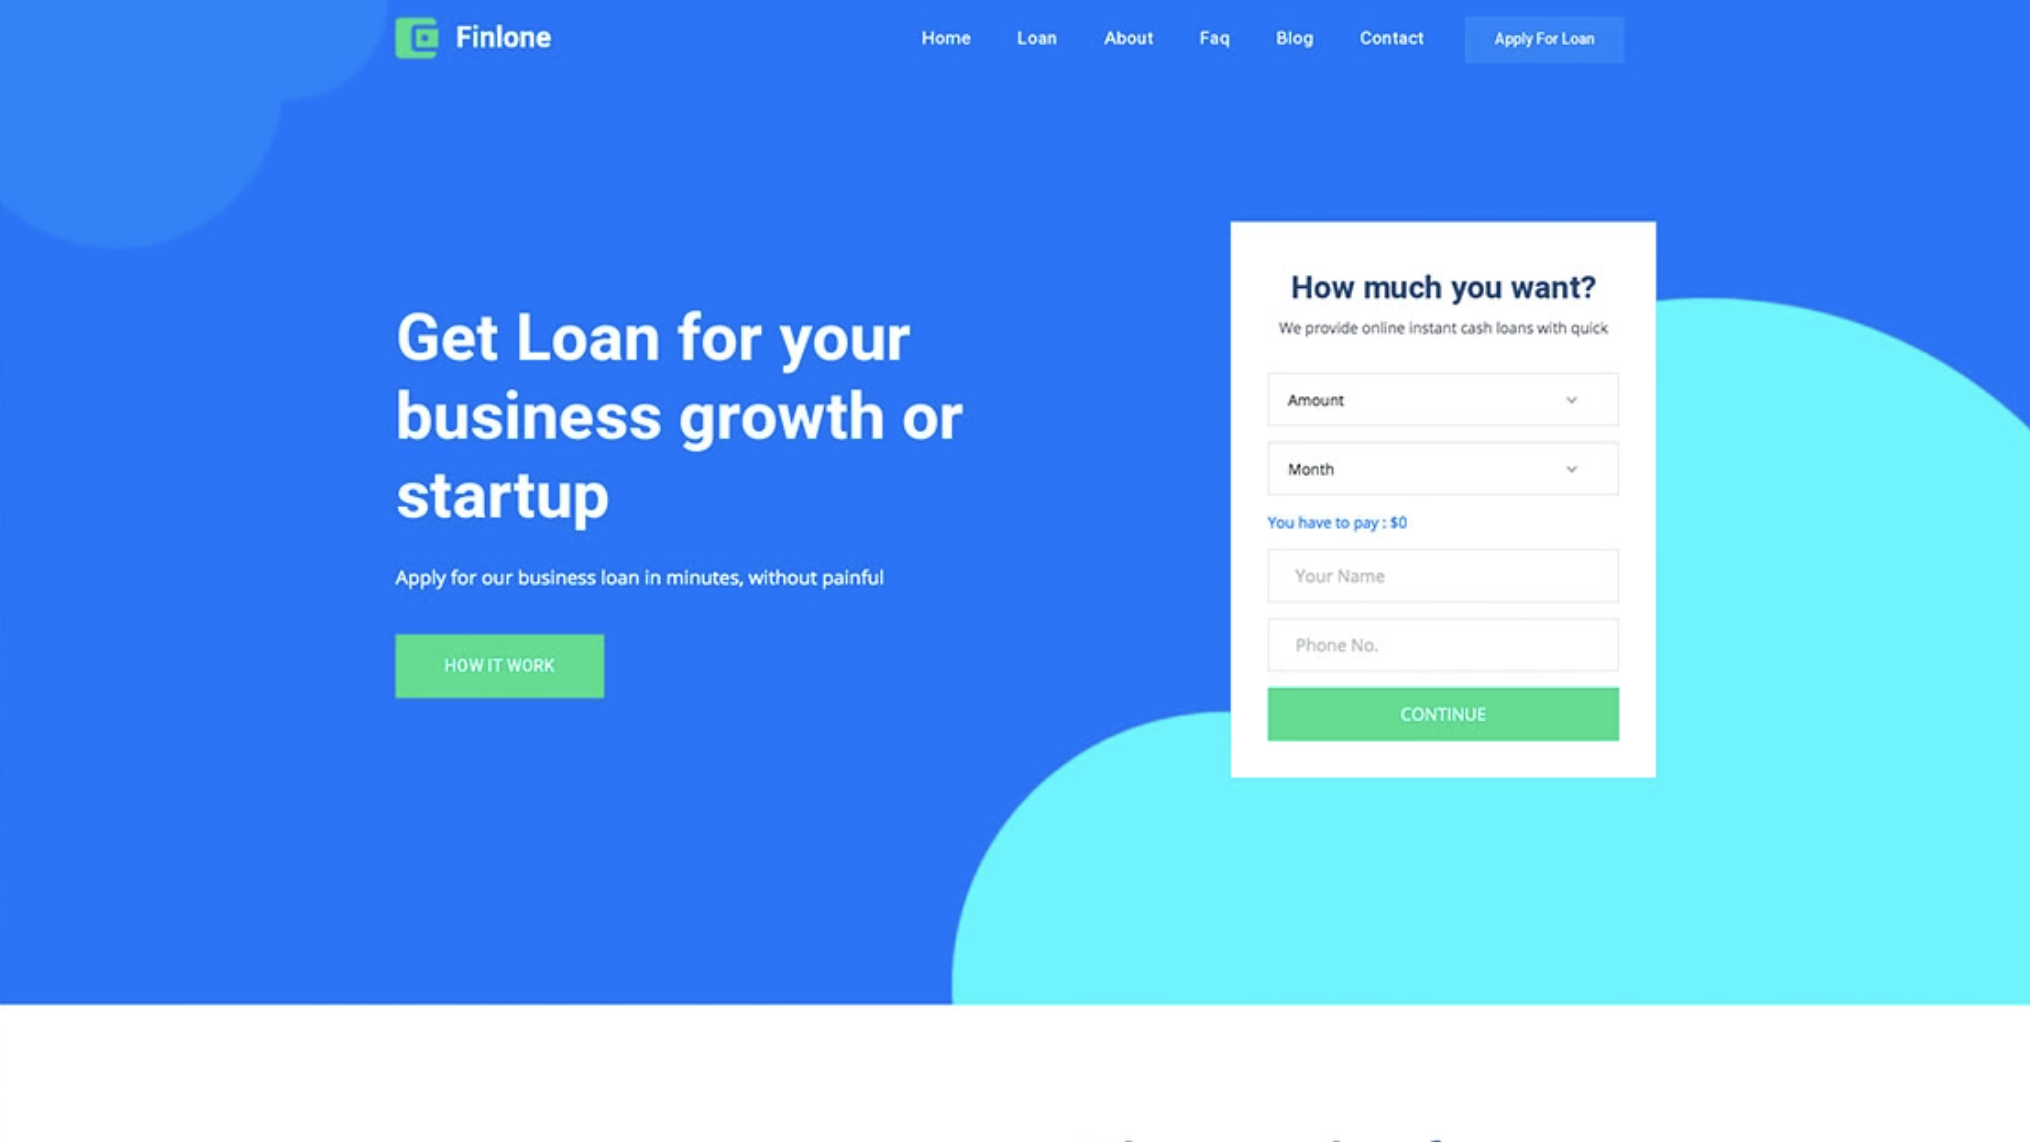 Finlone
Home Loan About Faq Blog Contact Apply For Loan
Get Loan for your
business growth or
startup
Apply for our business loan in minutes, without painful
HOW IT WORK
How much you want?
We provide online instant cash loans with quick
Amount
Month
You have to pay : $0
Your Name
Phone No.
CONTINUE